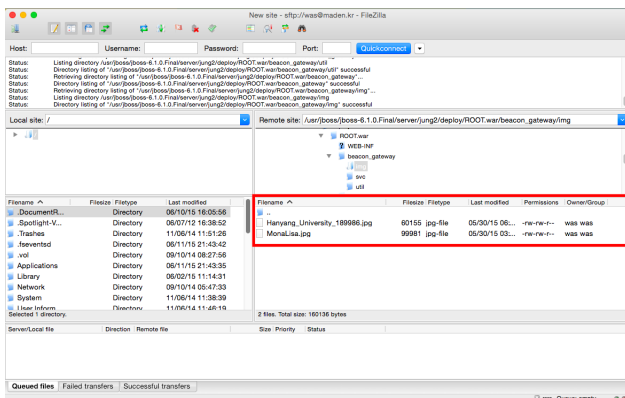 New site - sftp://was@maden.kr - FileZilla
Host: Username: Password: Port: Quickconnect
Status: Listing directory /usr/jboss/jboss-6.1.0.Final/server/jung2/deploy/ROOT.war/beacon_gateway/util
Status: Directory listing of "/usr/jboss/jboss-6.1.0.Final/server/jung2/deploy/ROOT.war/beacon_gateway/util" successful
Status: Retrieving directory listing of "/usr/jboss/jboss-6.1.0.Final/server/jung2/deploy/ROOT.war/beacon_gateway"...
Status: Directory listing of "/usr/jboss/jboss-6.1.0.Final/server/jung2/deploy/ROOT.war/beacon_gateway" successful
Status: Retrieving directory listing of "/usr/jboss/jboss-6.1.0.Final/server/jung2/deploy/ROOT.war/beacon_gateway/img"...
Status: Listing directory /usr/jboss/jboss-6.1.0.Final/server/jung2/deploy/ROOT.war/beacon_gateway/img
Status: Directory listing of "/usr/jboss/jboss-6.1.0.Final/server/jung2/deploy/ROOT.war/beacon_gateway/img" successful
Local site: /
Remote site: /usr/jboss/jboss-6.1.0.Final/server/jung2/deploy/ROOT.war/beacon_gateway/img
/
ROOT.war
WEB-INF
beacon_gateway
img
svc
util
Filename Filesize Filetype Last modified
.DocumentR... Directory 06/10/15 16:05:56
.Spotlight-V... Directory 06/07/12 16:38:52
.Trashes Directory 11/06/14 11:51:26
.fseventsd Directory 06/11/15 21:43:42
.vol Directory 09/10/14 08:27:56
Applications Directory 06/11/15 21:43:35
Library Directory 06/02/15 11:14:31
Network Directory 09/10/14 05:47:33
System Directory 11/06/14 11:38:39
User Inform Directory 11/06/14 11:46:19
Selected 1 directory.
Filename Filesize Filetype Last modified Permissions Owner/Group
..
Hanyang_University_189986.jpg 60155 jpg-file 05/30/15 06:... -rw-rw-r-- was was
MonaLisa.jpg 99981 jpg-file 05/30/15 03:... -rw-rw-r-- was was
2 files. Total size: 160136 bytes
Server/Local file Direction Remote file Size Priority Status
Queued files Failed transfers Successful transfers
Queue: empty